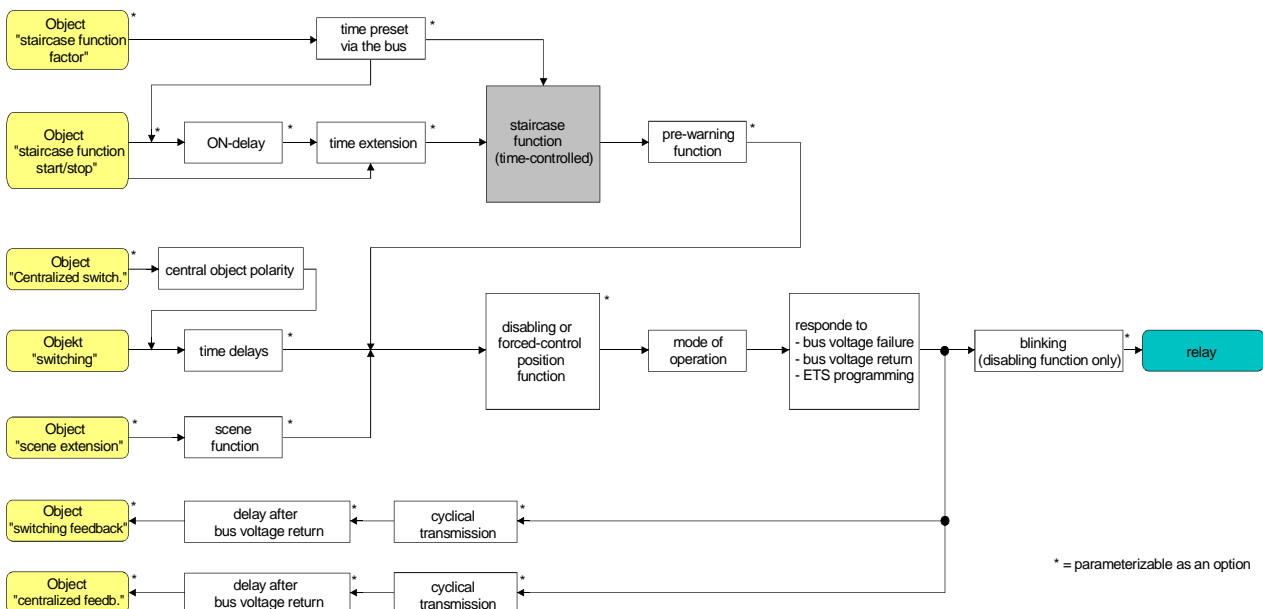 Object
"staircase function
factor"
*
time preset
via the bus
*
Object
"staircase function
start/stop"
*
ON-delay
*
time extension
*
staircase
function
(time-controlled)
pre-warning
function
*
Object
"Centralized switch."
*
central object polarity
Objekt
"switching"
time delays
*
disabling or
forced-control
position
function
*
mode of
operation
responde to
- bus voltage failure
- bus voltage return
- ETS programming
blinking
(disabling function only)
*
relay
Object
"scene extension"
*
scene
function
*
Object
"switching feedback"
*
delay after
bus voltage return
*
cyclical
transmission
*
* = parameterizable as an option
Object
"centralized feedb."
*
delay after
bus voltage return
*
cyclical
transmission
*